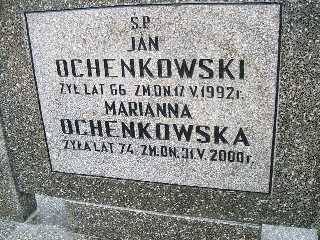 Ś.P.
JAN
OCHENKOWSKI
ŻYŁ LAT 66 ZM.DN.17.V.1992r.
MARIANNA
OCHENKOWSKA
ŻYŁA LAT 74 ZM.DN.31.V.2000r.